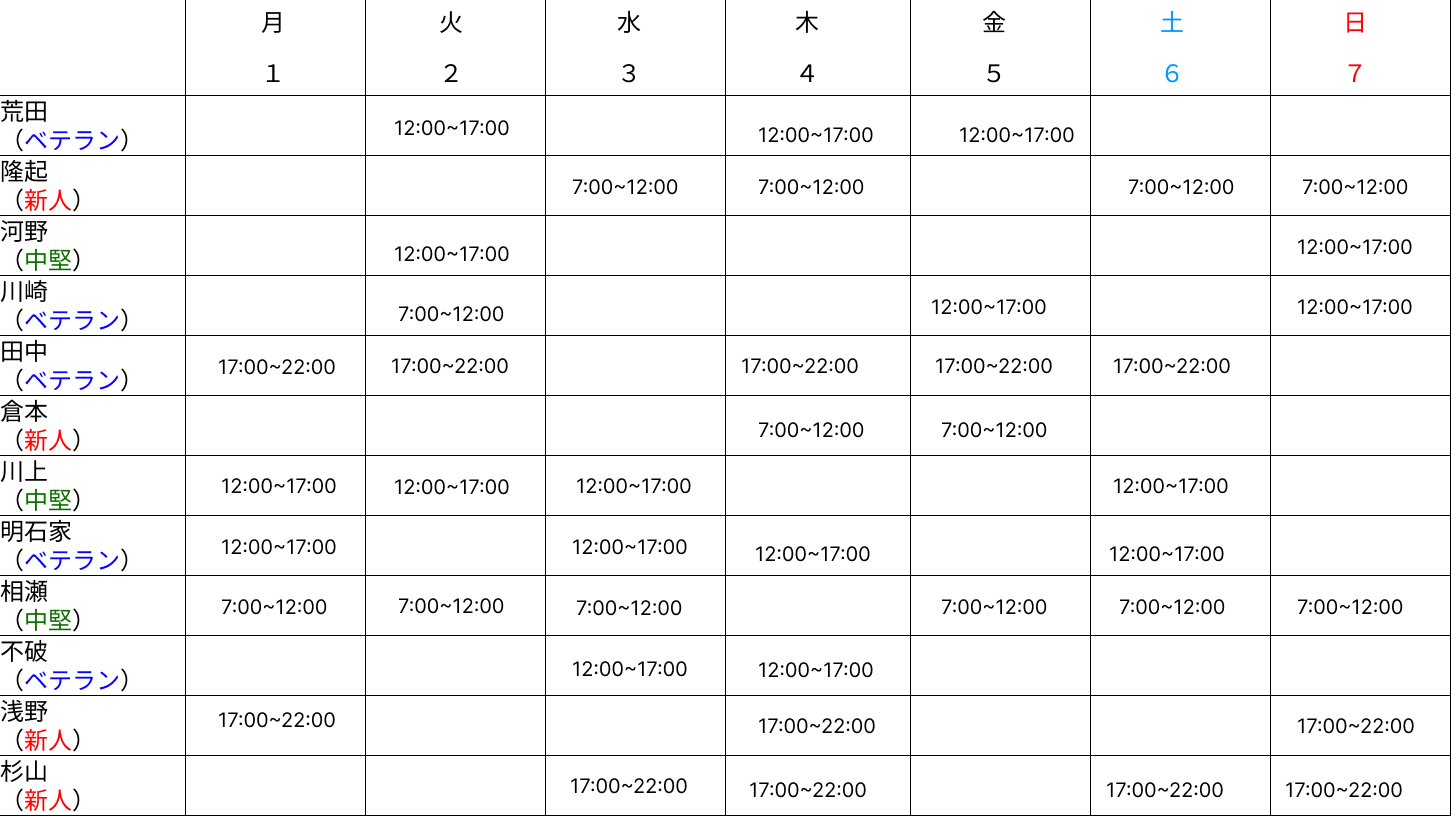 月 火 水 木 金 土 日
１ ２ ３ ４ ５ ６ ７
荒田
（ベテラン） 12:00~17:00 12:00~17:00 12:00~17:00
隆起
（新人） 7:00~12:00 7:00~12:00 7:00~12:00 7:00~12:00
河野
（中堅） 12:00~17:00 12:00~17:00
川崎
（ベテラン） 7:00~12:00 12:00~17:00 12:00~17:00
田中
（ベテラン） 17:00~22:00 17:00~22:00 17:00~22:00 17:00~22:00 17:00~22:00
倉本
（新人） 7:00~12:00 7:00~12:00
川上
（中堅） 12:00~17:00 12:00~17:00 12:00~17:00 12:00~17:00
明石家
（ベテラン） 12:00~17:00 12:00~17:00 12:00~17:00 12:00~17:00
相瀬
（中堅） 7:00~12:00 7:00~12:00 7:00~12:00 7:00~12:00 7:00~12:00 7:00~12:00
不破
（ベテラン） 12:00~17:00 12:00~17:00
浅野
（新人） 17:00~22:00 17:00~22:00 17:00~22:00
杉山
（新人） 17:00~22:00 17:00~22:00 17:00~22:00 17:00~22:00